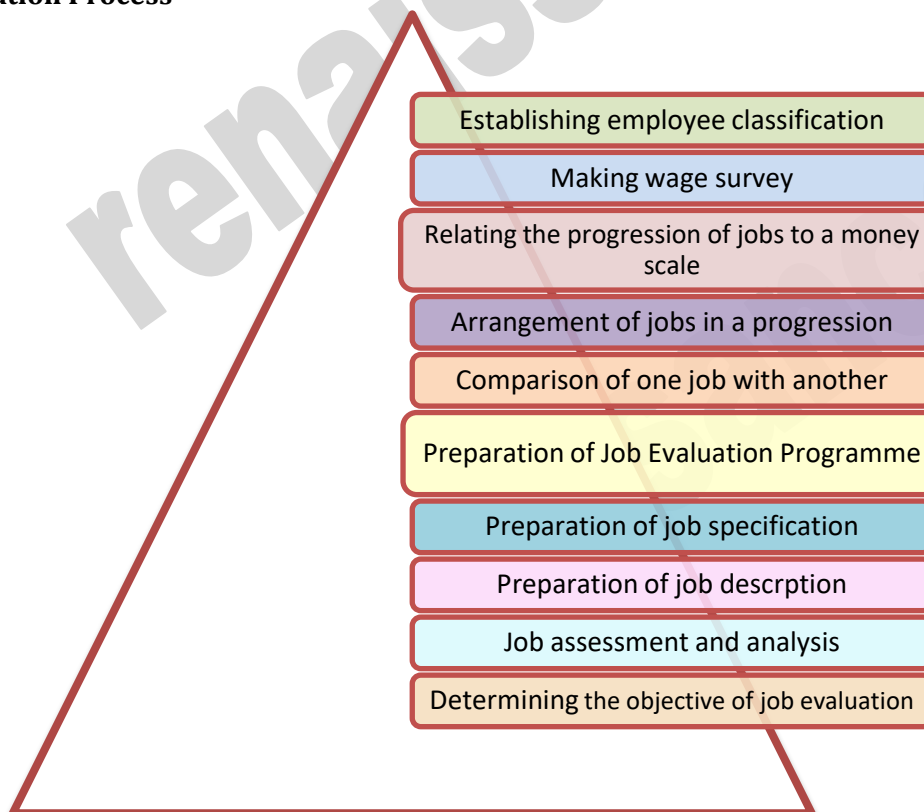 ation Process
Establishing employee classification
Making wage survey
Relating the progression of jobs to a money
scale
Arrangement of jobs in a progression
Comparison of one job with another
Preparation of Job Evaluation Programme
Preparation of job specification
Preparation of job descrption
Job assessment and analysis
Determining the objective of job evaluation